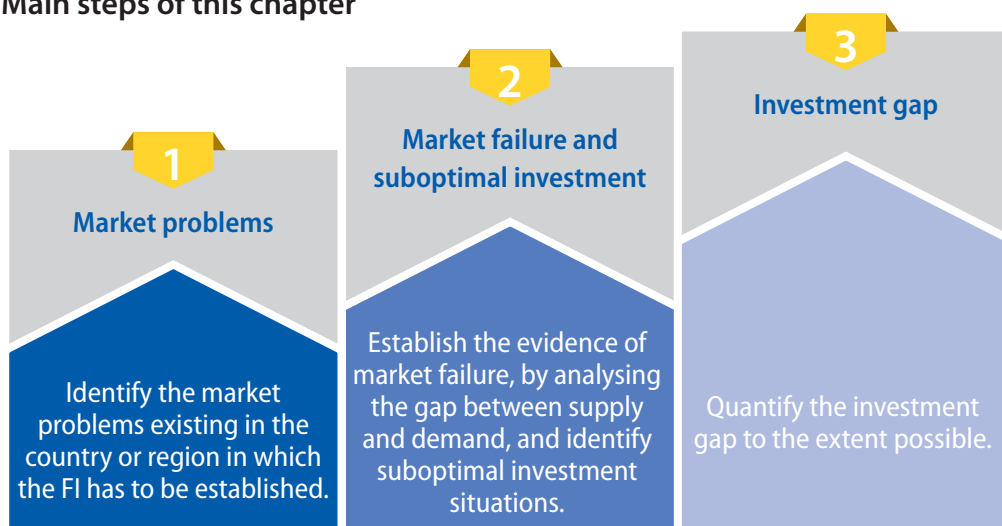 Main steps of this chapter
1
Market problems
Identify the market
problems existing in the
country or region in which
the FI has to be established.
2
Market failure and
suboptimal investment
Establish the evidence of
market failure, by analysing
the gap between supply
and demand, and identify
suboptimal investment
situations.
3
Investment gap
Quantify the investment
gap to the extent possible.